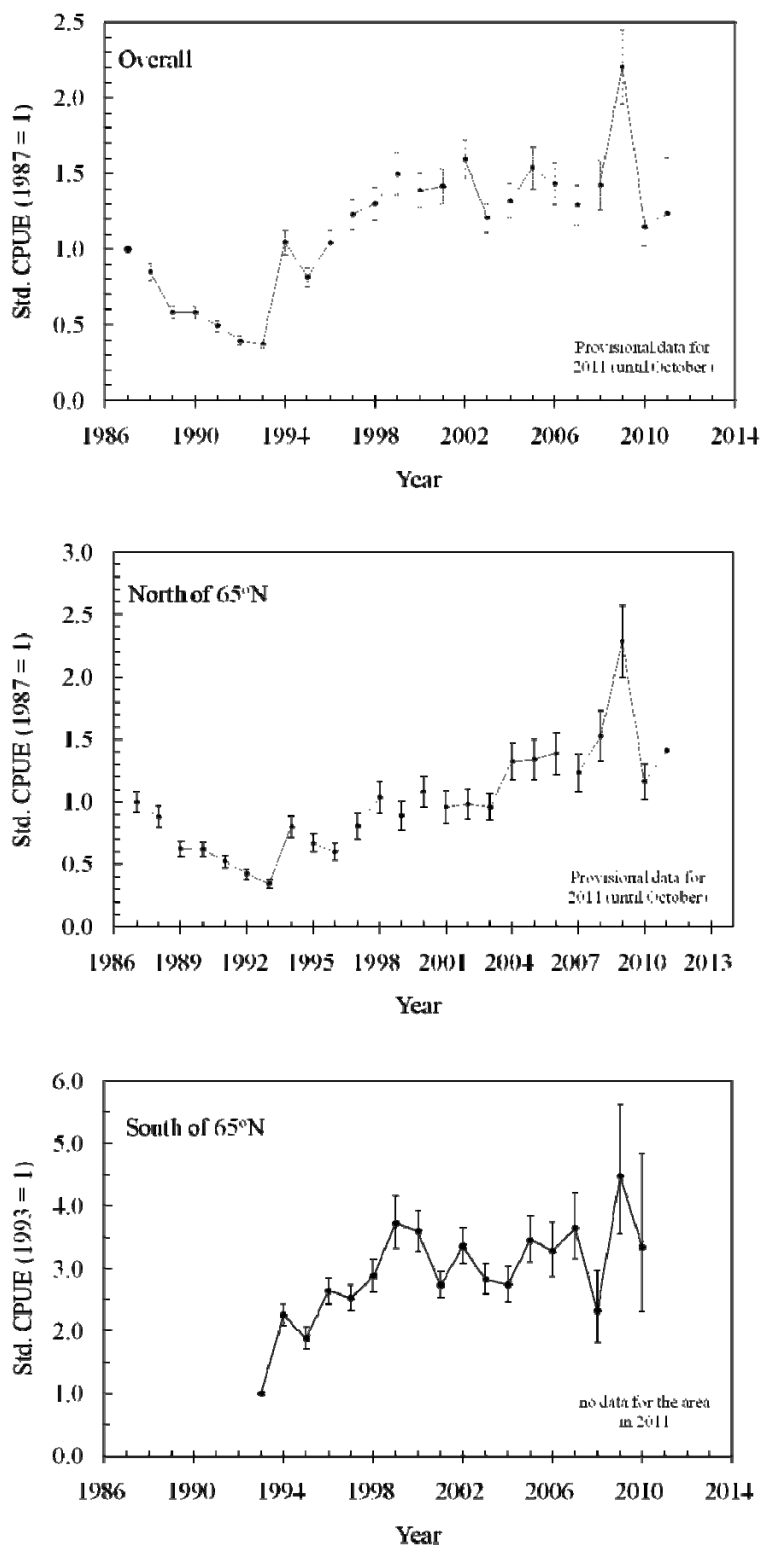 2.5
Overall
2.0
1.5
1.0
0.5
0.0
Std. CPUE (1987 = 1)
Provisional data for
2011 (until October)
1986 1990 1994 1998 2002 2006 2010 2014
Year
3.0
North of 65°N
2.5
2.0
1.5
1.0
0.5
0.0
Std. CPUE (1987 = 1)
Provisional data for
2011 (until October)
1986 1989 1992 1995 1998 2001 2004 2007 2010 2013
Year
6.0
South of 65°N
5.0
4.0
3.0
2.0
1.0
0.0
Std. CPUE (1993 = 1)
no data for the area
in 2011
1986 1990 1994 1998 2002 2006 2010 2014
Year